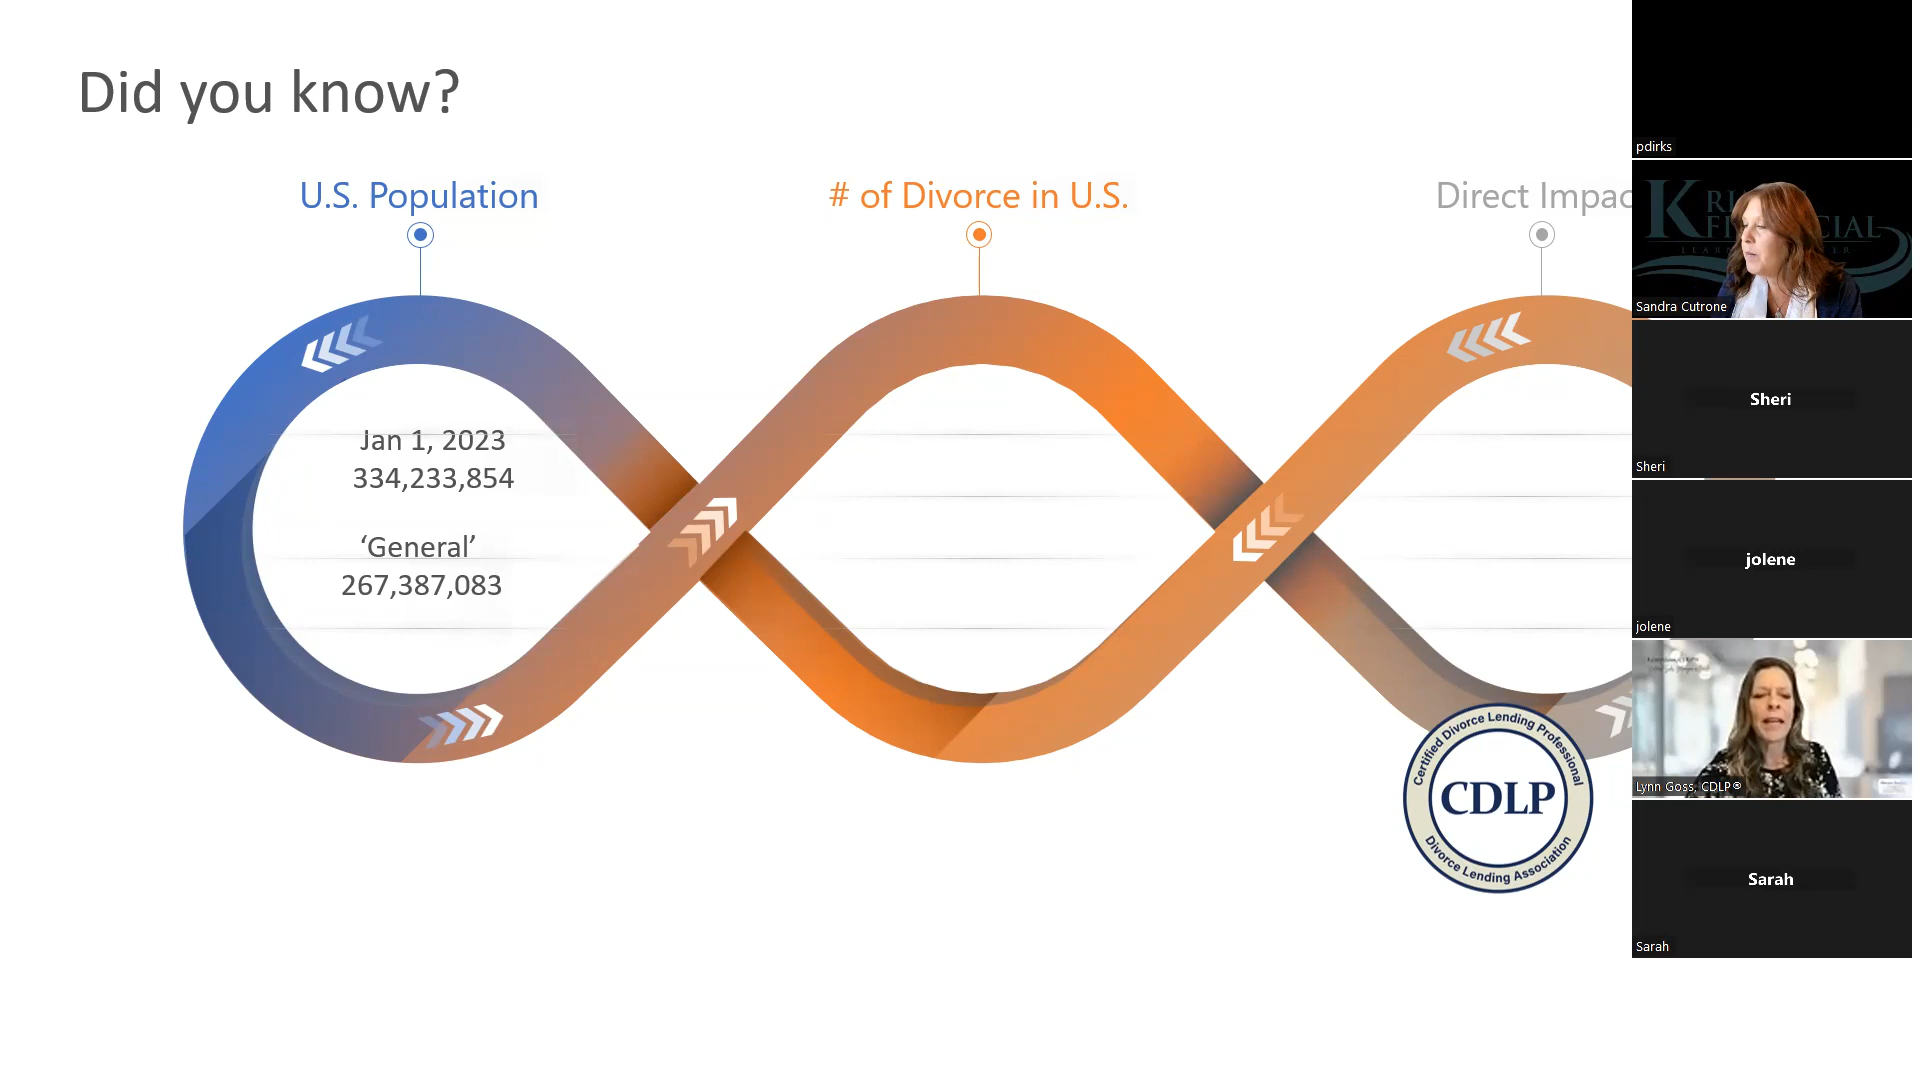 Did you know?
U.S. Population
# of Divorce in U.S.
Direct Impac
Jan 1, 2023
334,233,854
‘General’
267,387,083
Certified Divorce Lending Professional
CDLP
Divorce Lending Association
pdirks
Sandra Cutrone
Sheri
Sheri
jolene
jolene
Lynn Goss, CDLP®
Sarah
Sarah